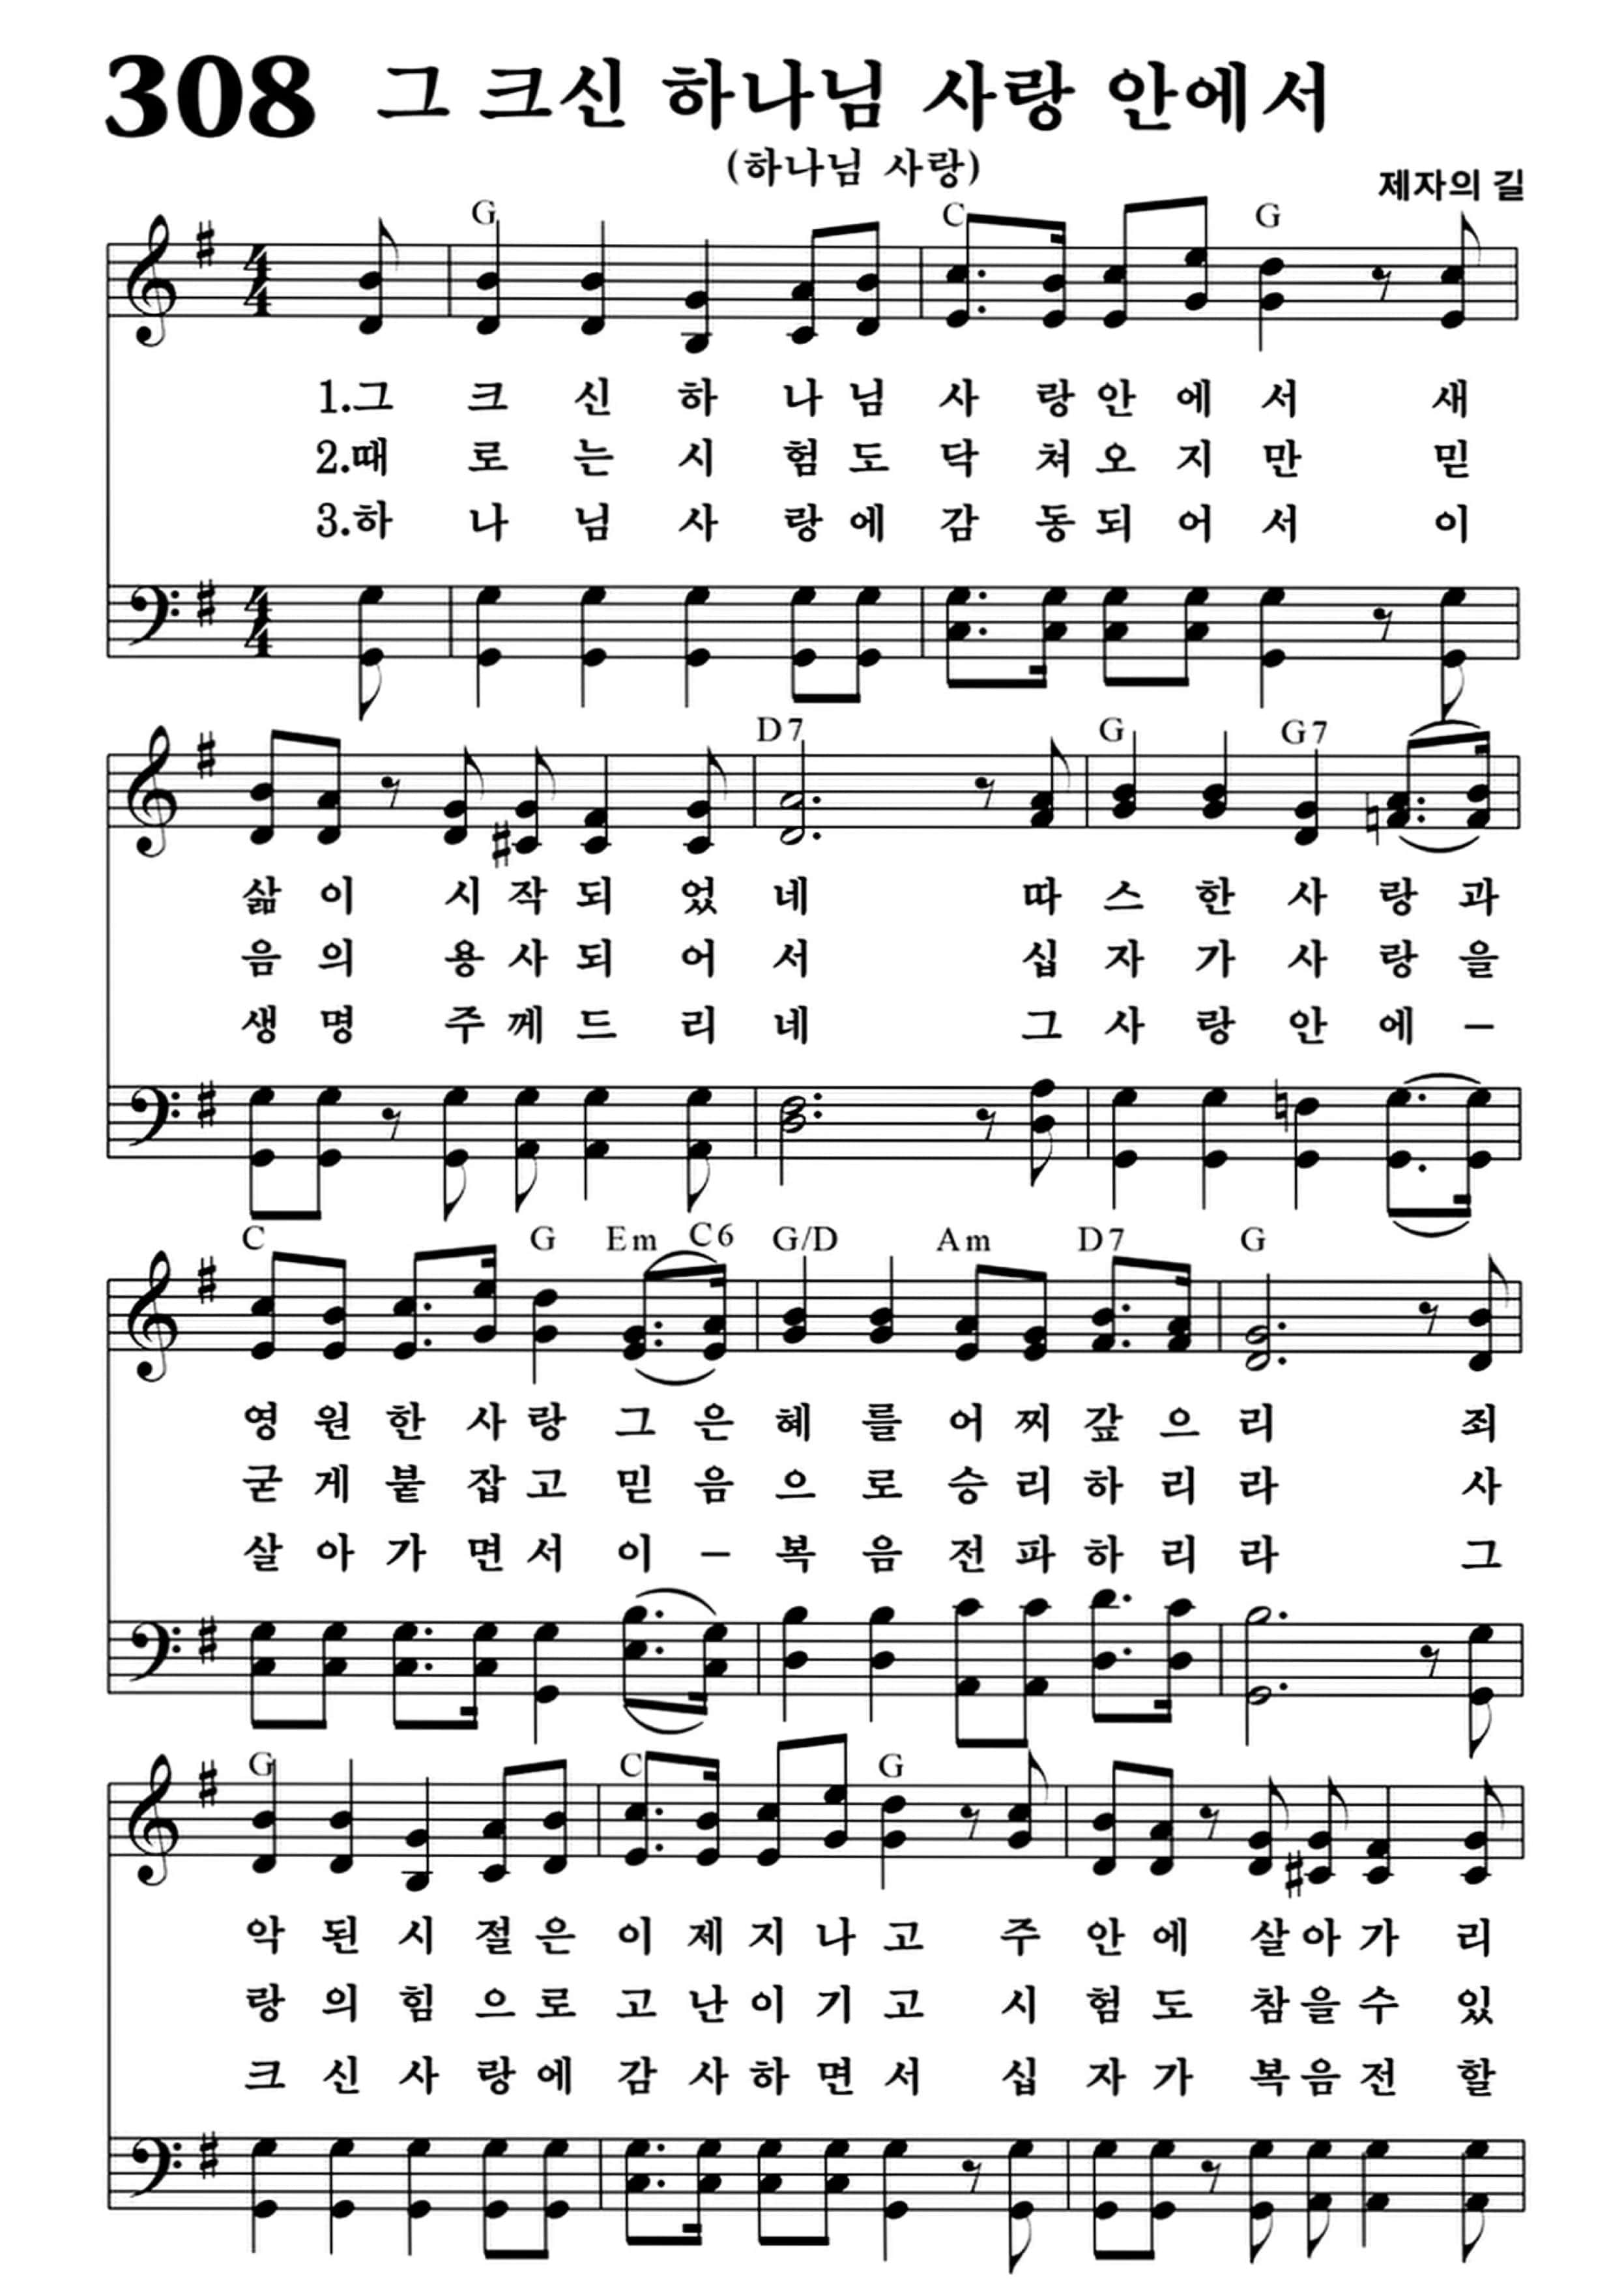 308 그 크신 하나님 사랑 안에서
(하나님 사랑)
제자의 길
G C G
1.그 크 신 하 나 님 사 랑 안 에 서 새
2.때 로 는 시 험 도 닥 쳐 오 지 만 믿
3.하 나 님 사 랑 에 감 동 되 어 서 이
D7 G G7
삶 이 시 작 되 었 네 따 스 한 사 랑 과
음 의 용 사 되 어 서 십 자 가 사 랑 을
생 명 주 께 드 리 네 그 사 랑 안 에 –
C G Em C6 G/D Am D7 G
영 원 한 사 랑 그 은 혜 를 어 찌 갚 으 리 죄
굳 게 붙 잡 고 믿 음 으 로 승 리 하 리 라 사
살 아 가 면 서 이 – 복 음 전 파 하 리 라 그
G C G
악 된 시 절 은 이 제 지 나 고 주 안 에 살 아 가 리
랑 의 힘 으 로 고 난 이 기 고 시 험 도 참 을 수 있
크 신 사 랑 에 감 사 하 면 서 십 자 가 복 음 전 할